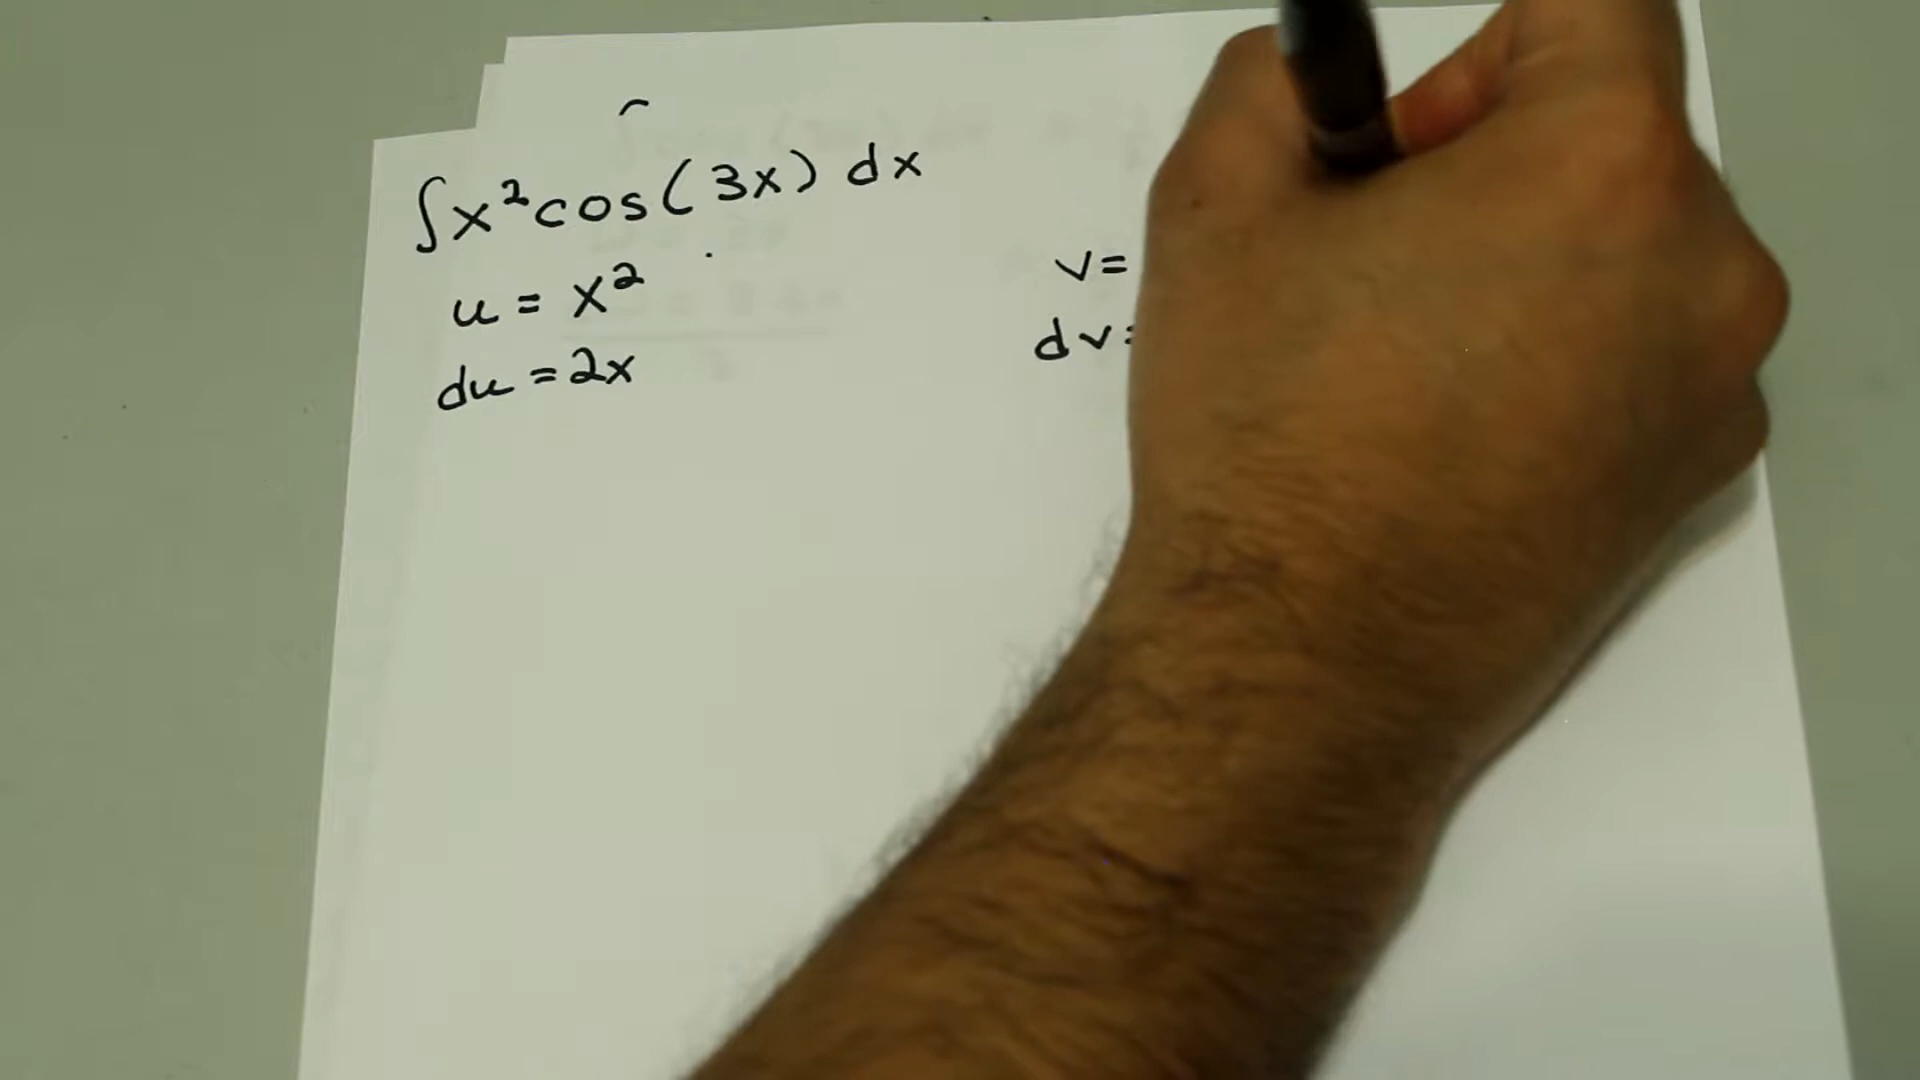 ∫x²cos(3x) dx
u = x²
v=
du = 2x
dv=